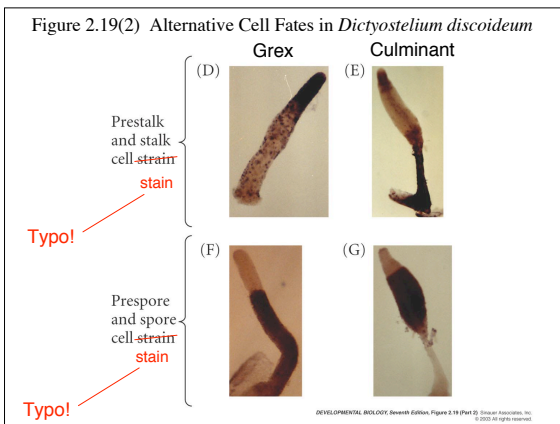 Figure 2.19(2)  Alternative Cell Fates in Dictyostelium discoideum
Grex
Culminant
(D)
(E)
Prestalk
and stalk
cell strain
stain
Typo!
(F)
(G)
Prespore
and spore
cell strain
stain
Typo!
DEVELOPMENTAL BIOLOGY, Seventh Edition, Figure 2.19 (Part 2)  Sinauer Associates, Inc.
© 2003 All rights reserved.